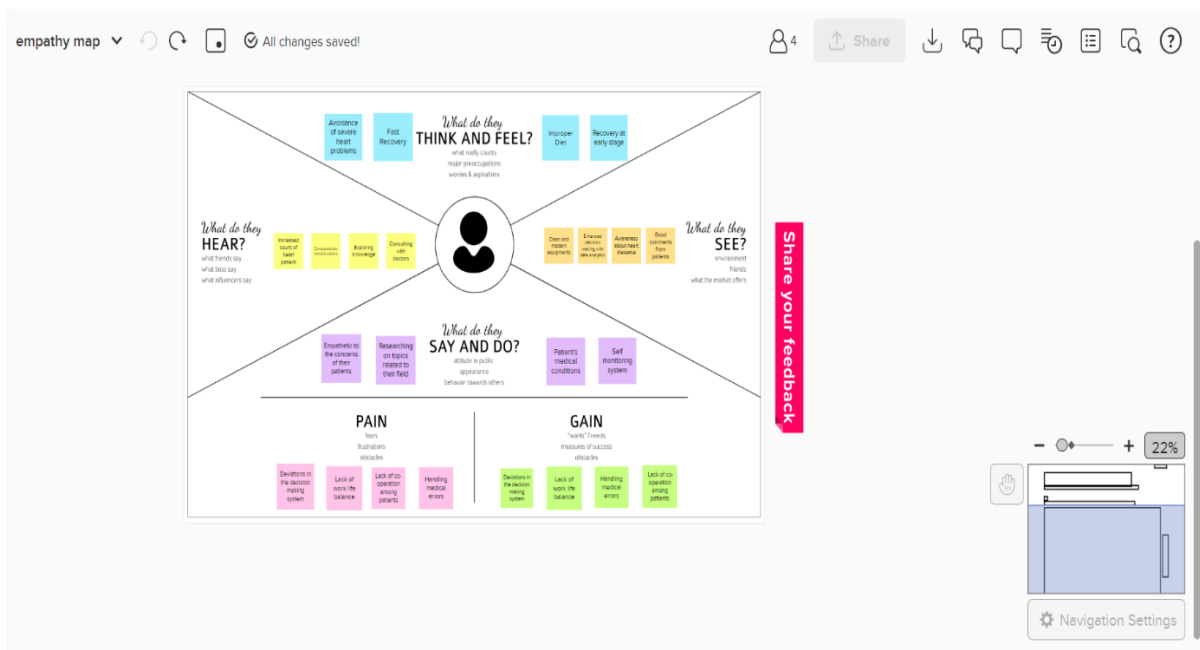 empathy map
All changes saved!
4
Share
What do they
THINK AND FEEL?
what really counts
major preoccupations
worries & aspirations
Avoidance
of severe
heart
problems
Fast
Recovery
Improper
Diet
Recovery at
early stage
What do they
HEAR?
what friends say
what boss say
what influencers say
Increased
count of
heart
patient
Exploring
knowledge
Consulting
with
doctors
Clean and
modern
equipments
Enhanced
decision
making with
data analytics
Awareness
about heart
Good
comments
from
patients
What do they
SEE?
environment
friends
what the market offers
What do they
SAY AND DO?
attitude in public
appearance
behavior towards others
Empathetic to
the concerns
of their
patients
Researching
on topics
related to
their field
Patient's
medical
conditions
Self
monitoring
system
PAIN
fears
frustrations
obstacles
Deviations in
the decision
making
system
Lack of
work life
balance
Lack of co-
operation
among
patients
Handling
medical
errors
GAIN
"wants" / needs
measures of success
obstacles
Deviations in
the decision
making
system
Lack of
work life
balance
Handling
medical
errors
Lack of co-
operation
among
patients
Share your feedback
22%
Navigation Settings